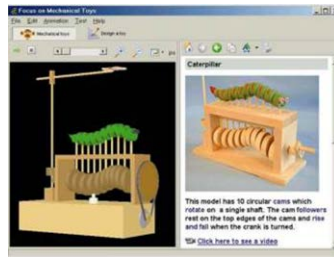 Focus on Mechanical Toys
File Edit Animation Text Help
Mechanical toys Design a toy
Caterpillar
This model has 10 circular cams which
rotate on a single shaft. The cam followers
rest on the top edges of the cams and rise
and fall when the crank is turned.
Click here to see a video